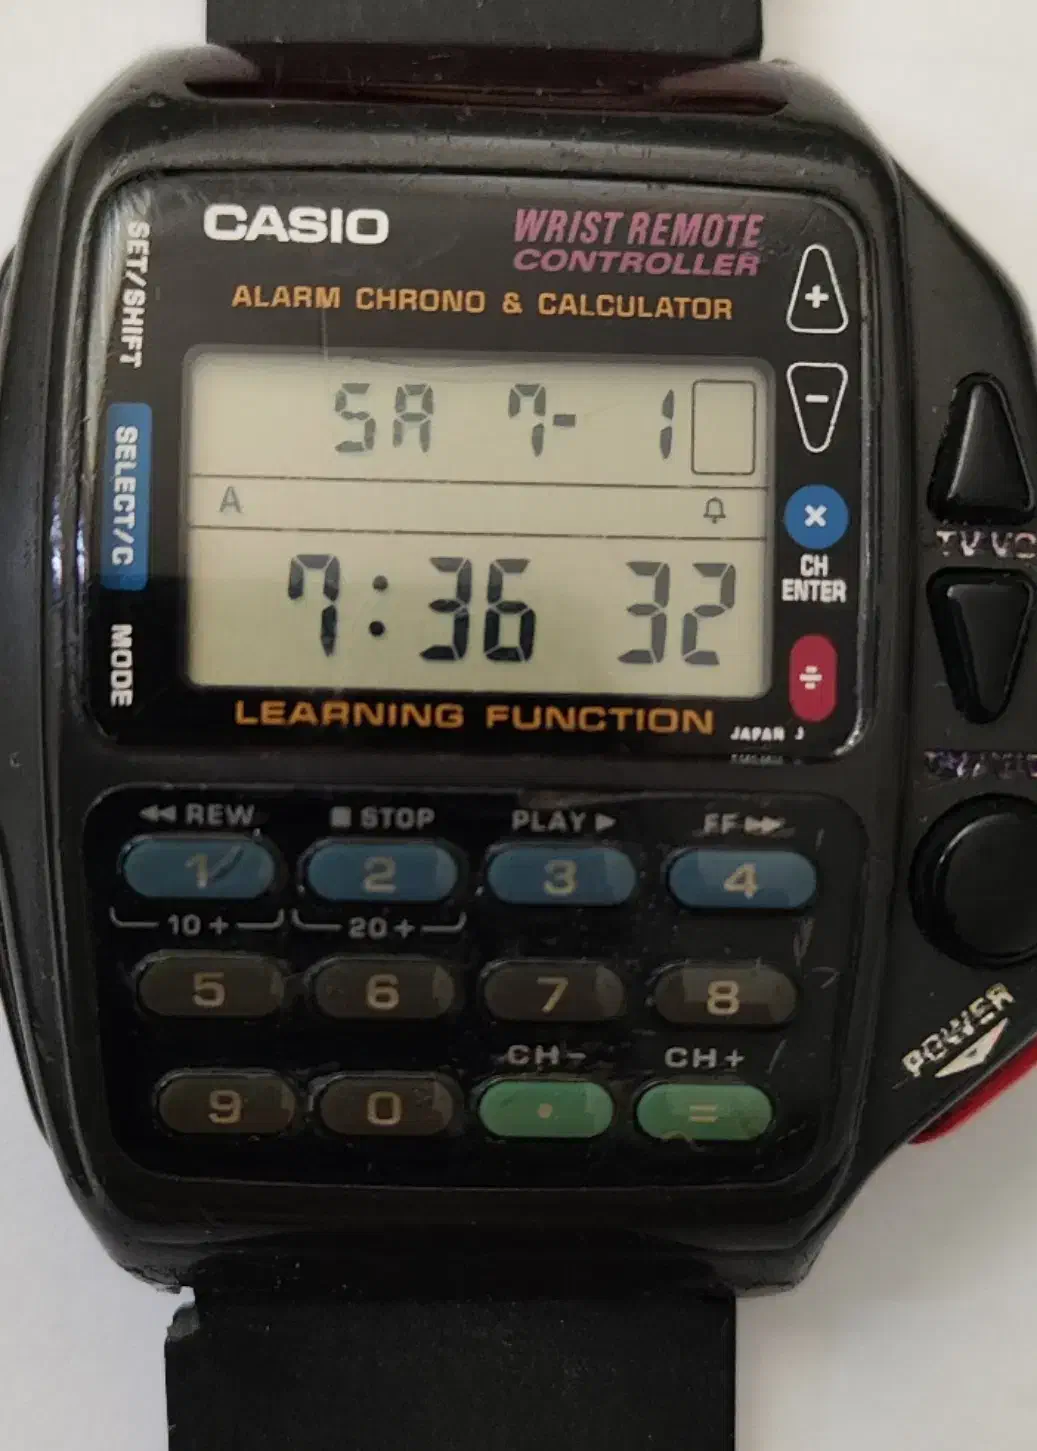 CASIO
WRIST REMOTE
CONTROLLER
ALARM CHRONO & CALCULATOR
SET/SHIFT
SELECT/C
MODE
SA 7- 1
A
7:36 32
+
-
×
CH
ENTER
÷
LEARNING FUNCTION
JAPAN J
TV VO
◀◀ REW ■ STOP PLAY ▶ FF ▶▶
1 2 3 4
10 + 20 +
5 6 7 8
CH- CH+
9 0 . =
POWER